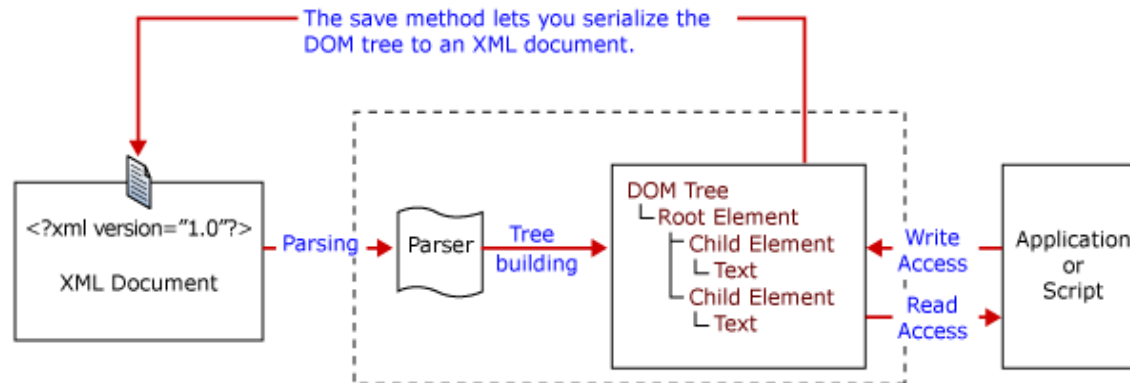 The save method lets you serialize the
DOM tree to an XML document.
<?xml version=”1.0”?>
XML Document
Parsing
Parser
Tree
building
DOM Tree
Root Element
Child Element
Text
Child Element
Text
Write
Access
Read
Access
Application
or
Script